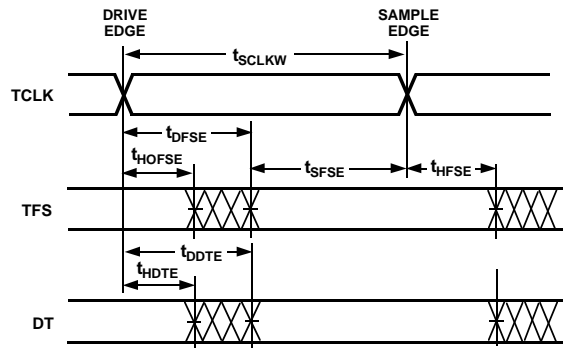 DRIVE
EDGE
SAMPLE
EDGE
tSCLKW
TCLK
tDFSE
tHOFSE
tSFSE
tHFSE
TFS
tDDTE
tHDTE
DT